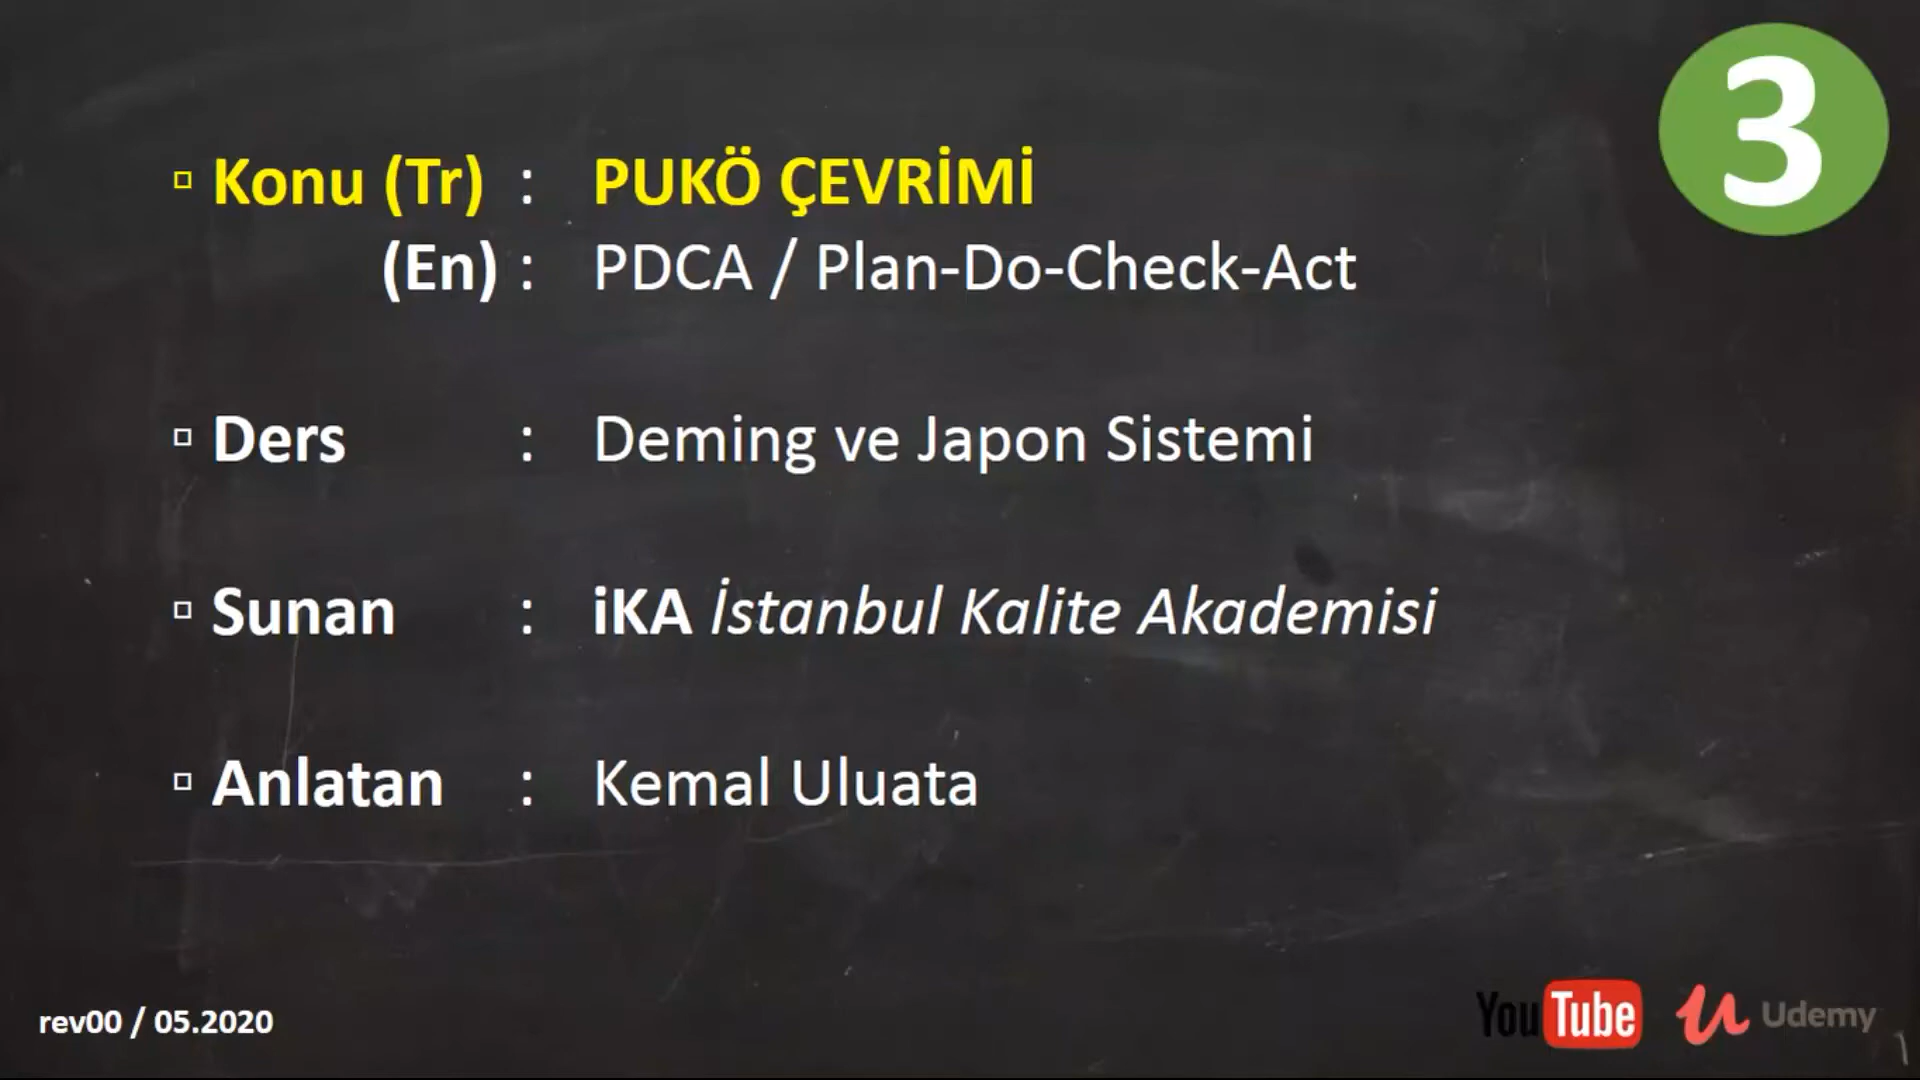 3
▫ Konu (Tr) : PUKÖ ÇEVRİMİ
(En) : PDCA / Plan-Do-Check-Act
▫ Ders : Deming ve Japon Sistemi
▫ Sunan : iKA İstanbul Kalite Akademisi
▫ Anlatan : Kemal Uluata
rev00 / 05.2020
YouTube Udemy